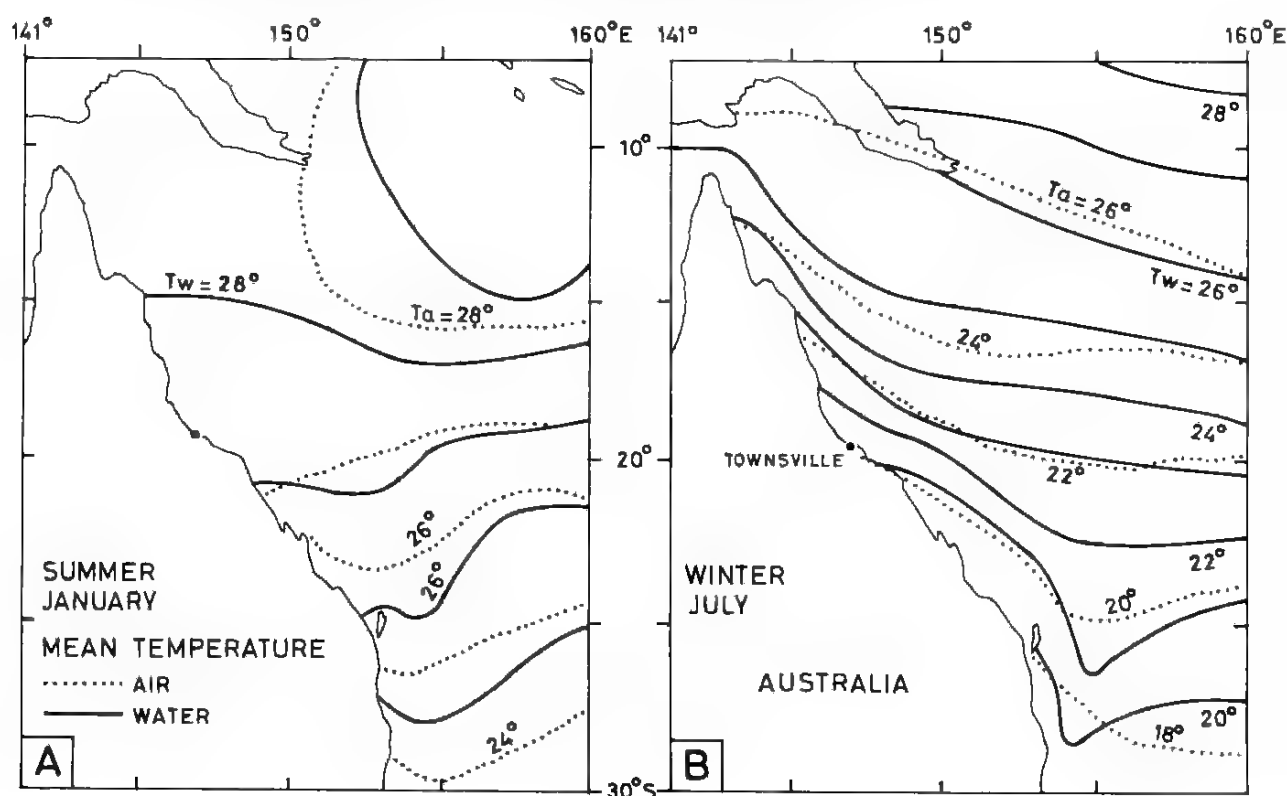 141° 150° 160°E
Tw = 28°
Ta = 28°
26°
26°
SUMMER
JANUARY
MEAN TEMPERATURE
AIR
WATER
24°
A
141° 150° 160°E
10°
20°
30°S
28°
Ta = 26°
Tw = 26°
24°
24°
TOWNSVILLE
22°
22°
WINTER
JULY
20°
AUSTRALIA
20°
18°
B